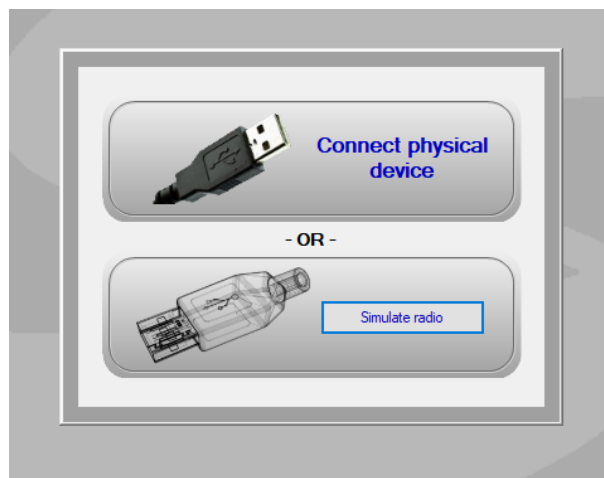 Connect physical
device
- OR -
Simulate radio